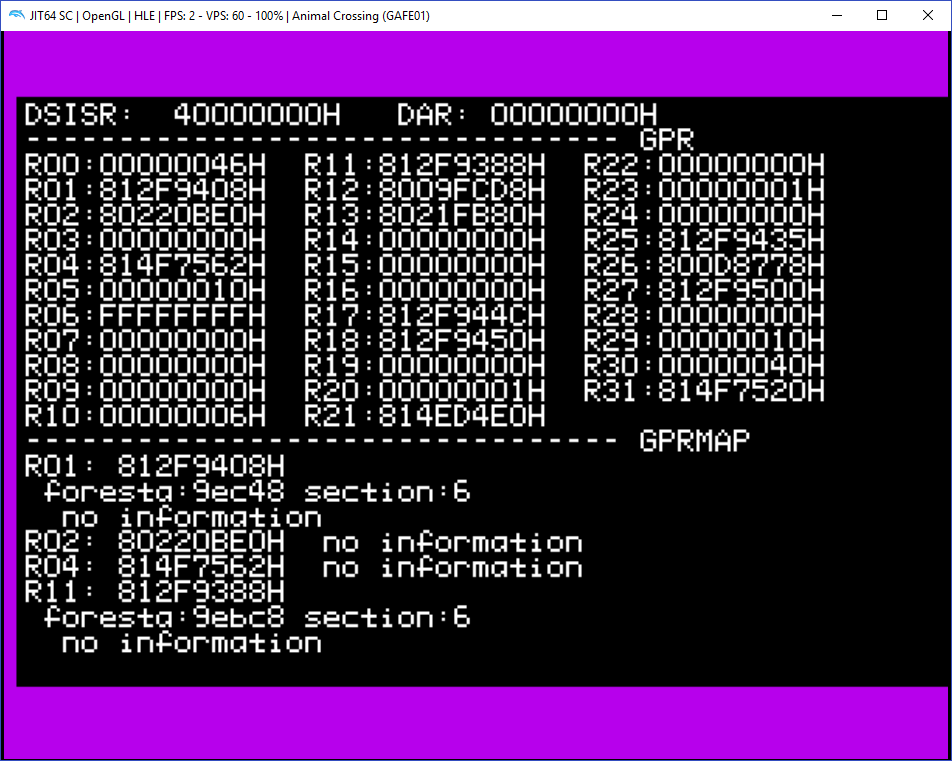 JIT64 SC | OpenGL | HLE | FPS: 2 - VPS: 60 - 100% | Animal Crossing (GAFE01)
DSISR: 40000000H DAR: 00000000H
-------------------------------- GPR
R00:00000046H R11:812F9388H R22:00000000H
R01:812F9408H R12:8009FCD8H R23:00000001H
R02:80220BE0H R13:8021FB80H R24:00000000H
R03:00000000H R14:00000000H R25:812F9435H
R04:814F7562H R15:00000000H R26:800D8778H
R05:00000010H R16:00000000H R27:812F9500H
R06:FFFFFFFFH R17:812F944CH R28:00000000H
R07:00000000H R18:812F9450H R29:00000010H
R08:00000000H R19:00000000H R30:00000040H
R09:00000000H R20:00000001H R31:814F7520H
R10:00000006H R21:814ED4E0H
-------------------------------- GPRMAP
R01: 812F9408H
foresta:9ec48 section:6
no information
R02: 80220BE0H no information
R04: 814F7562H no information
R11: 812F9388H
foresta:9ebc8 section:6
no information